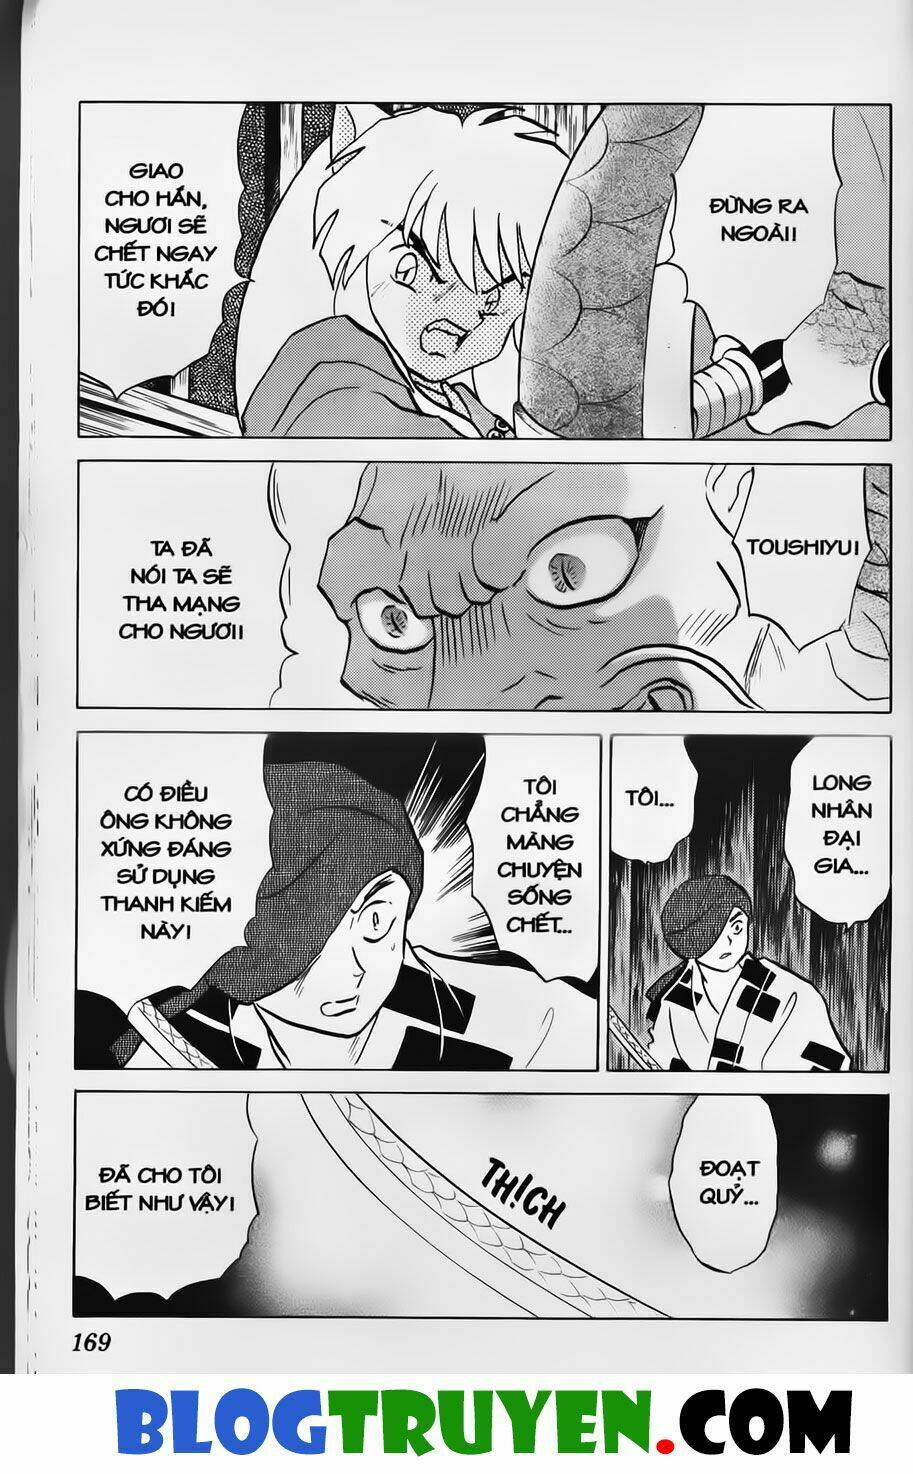 ĐỪNG RA
NGOÀI!
GIAO
CHO HẮN,
NGƯƠI SẼ
CHẾT NGAY
TỨC KHẮC
ĐÓ!
TOUSHIYU!
TA ĐÃ
NÓI TA SẼ
THA MẠNG
CHO NGƯƠI!
LONG
NHÂN
ĐẠI
GIA...
TÔI...
TÔI
CHẲNG
MÀNG
CHUYỆN
SỐNG
CHẾT...
CÓ ĐIỀU
ÔNG KHÔNG
XỨNG ĐÁNG
SỬ DỤNG
THANH KIẾM
NÀY!
ĐOẠT
QUỶ...
THỊCH
ĐÃ CHO TÔI
BIẾT NHƯ VẬY!
169
BLOGTRUYEN.COM